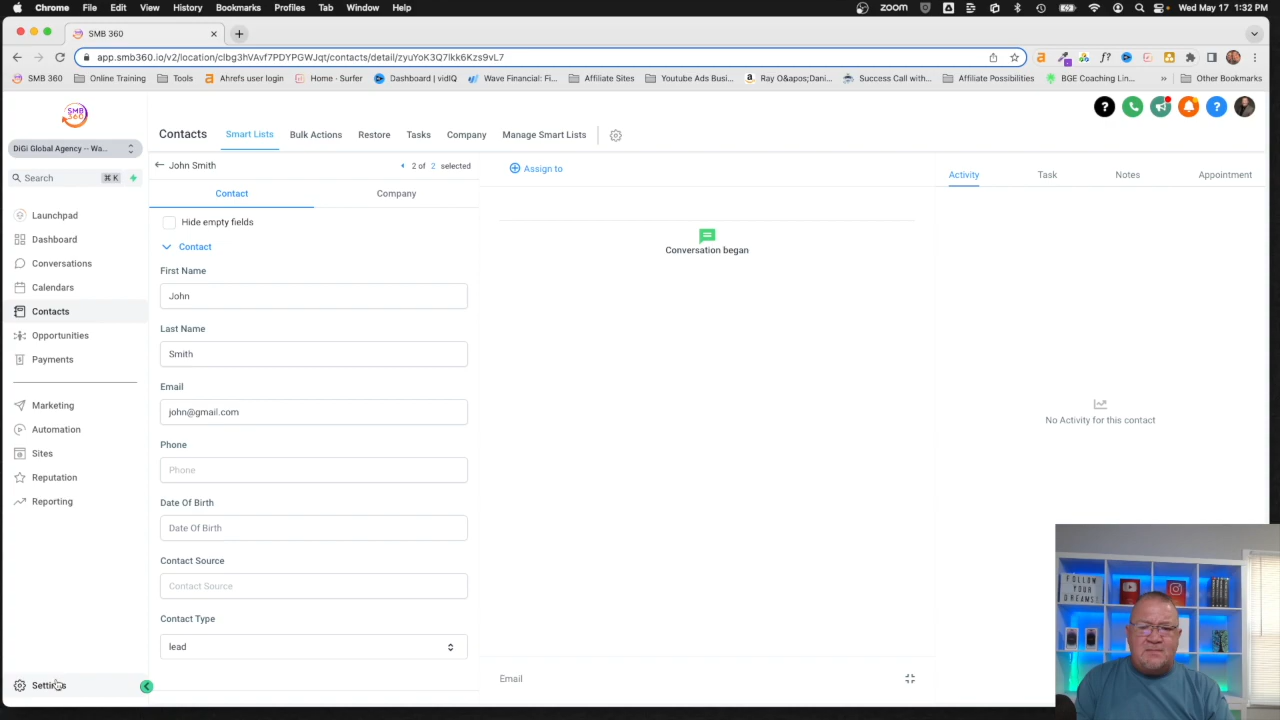 Chrome File Edit View History Bookmarks Profiles Tab Window Help
zoom Wed May 17 1:32 PM
SMB 360
app.smb360.io/v2/location/clbg3hVAvf7PDYPGWJqt/contacts/detail/zyuYoK3Q7lkk6Kzs9vL7
SMB 360 Online Training Tools Ahrefs user login Home - Surfer Dashboard | vidIQ Wave Financial: Fi... Affiliate Sites Youtube Ads Busi... Ray O&apos;Dani... Success Call with... Affiliate Possibilities BGE Coaching Lin... » Other Bookmarks
SMB
360
DiGi Global Agency -- Wa...
Search ⌘ K
Launchpad
Dashboard
Conversations
Calendars
Contacts
Opportunities
Payments
Marketing
Automation
Sites
Reputation
Reporting
Settings
Contacts Smart Lists Bulk Actions Restore Tasks Company Manage Smart Lists
John Smith 2 of 2 selected
Contact Company
Hide empty fields
Contact
First Name
John
Last Name
Smith
Email
john@gmail.com
Phone
Phone
Date Of Birth
Date Of Birth
Contact Source
Contact Source
Contact Type
lead
Assign to
Conversation began
Email
Activity Task Notes Appointment
No Activity for this contact
FOLLOW
YOUR
DREAMS!